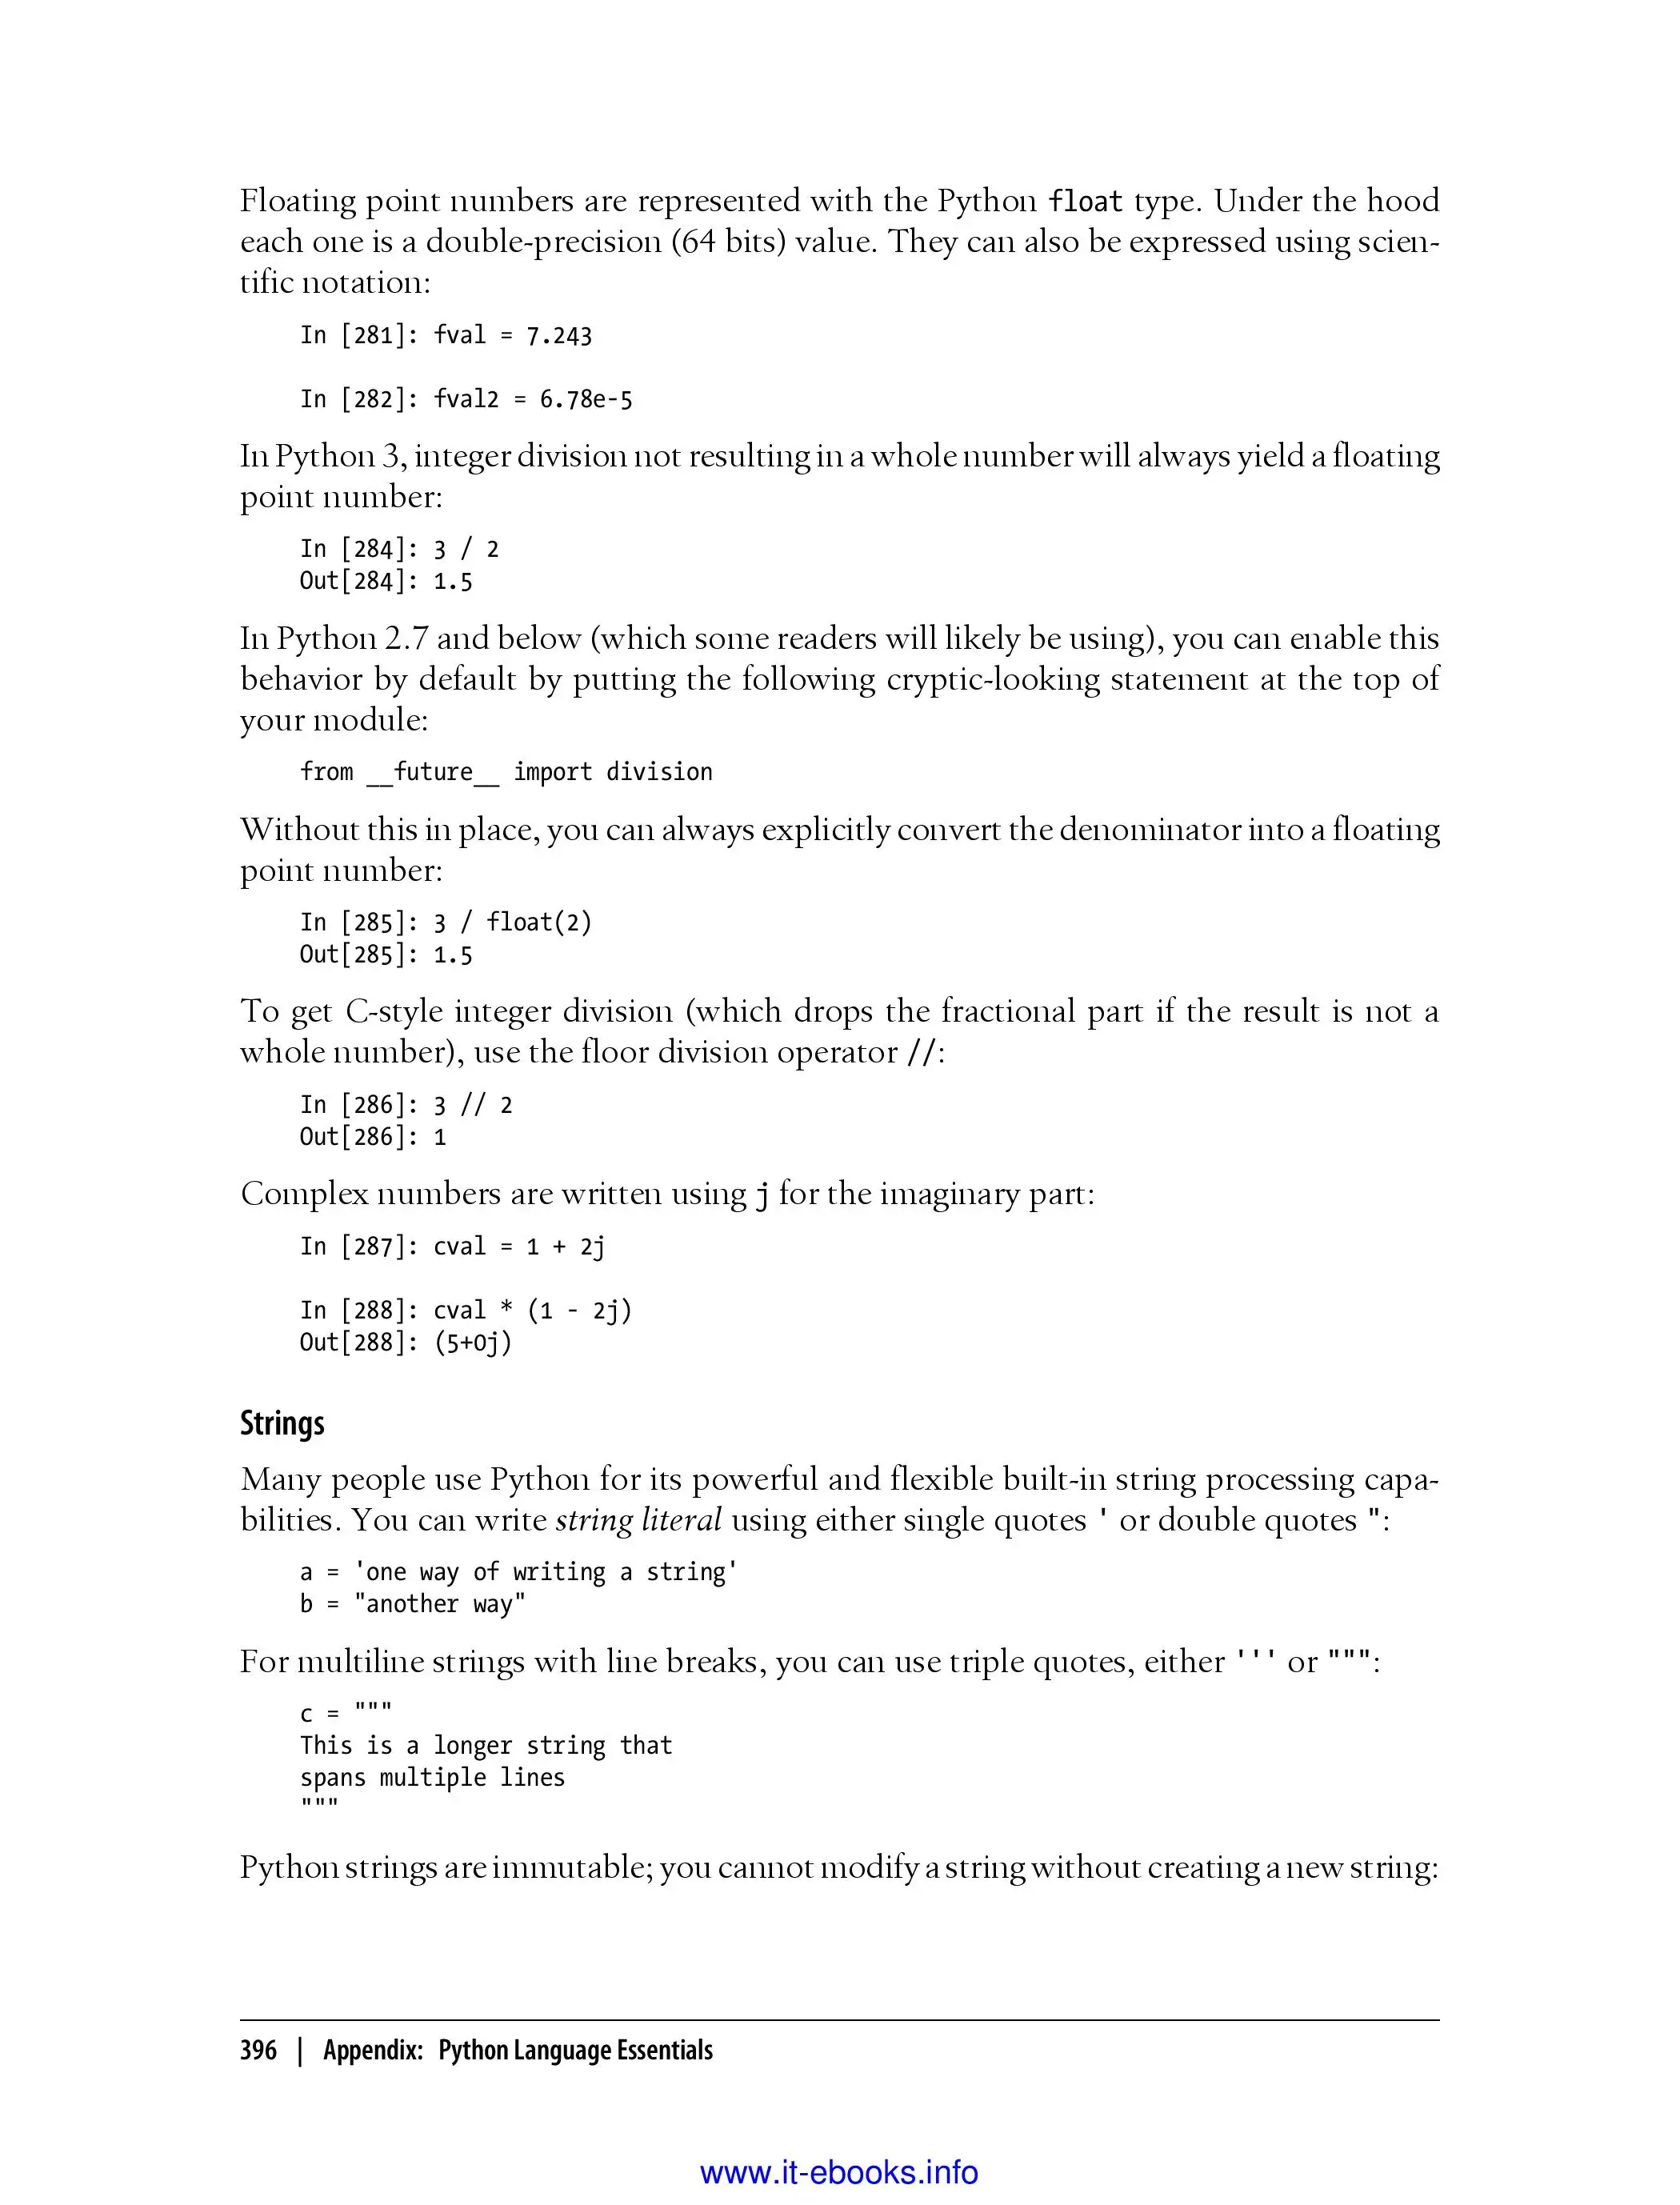 Floating point numbers are represented with the Python float type. Under the hood
each one is a double-precision (64 bits) value. They can also be expressed using scien-
tific notation:
In [281]: fval = 7.243
In [282]: fval2 = 6.78e-5
In Python 3, integer division not resulting in a whole number will always yield a floating
point number:
In [284]: 3 / 2
Out[284]: 1.5
In Python 2.7 and below (which some readers will likely be using), you can enable this
behavior by default by putting the following cryptic-looking statement at the top of
your module:
from __future__ import division
Without this in place, you can always explicitly convert the denominator into a floating
point number:
In [285]: 3 / float(2)
Out[285]: 1.5
To get C-style integer division (which drops the fractional part if the result is not a
whole number), use the floor division operator //:
In [286]: 3 // 2
Out[286]: 1
Complex numbers are written using j for the imaginary part:
In [287]: cval = 1 + 2j
In [288]: cval * (1 - 2j)
Out[288]: (5+0j)
Strings
Many people use Python for its powerful and flexible built-in string processing capa-
bilities. You can write string literal using either single quotes ' or double quotes ":
a = 'one way of writing a string'
b = "another way"
For multiline strings with line breaks, you can use triple quotes, either ''' or """:
c = """
This is a longer string that
spans multiple lines
"""
Python strings are immutable; you cannot modify a string without creating a new string:
396 | Appendix: Python Language Essentials
www.it-ebooks.info